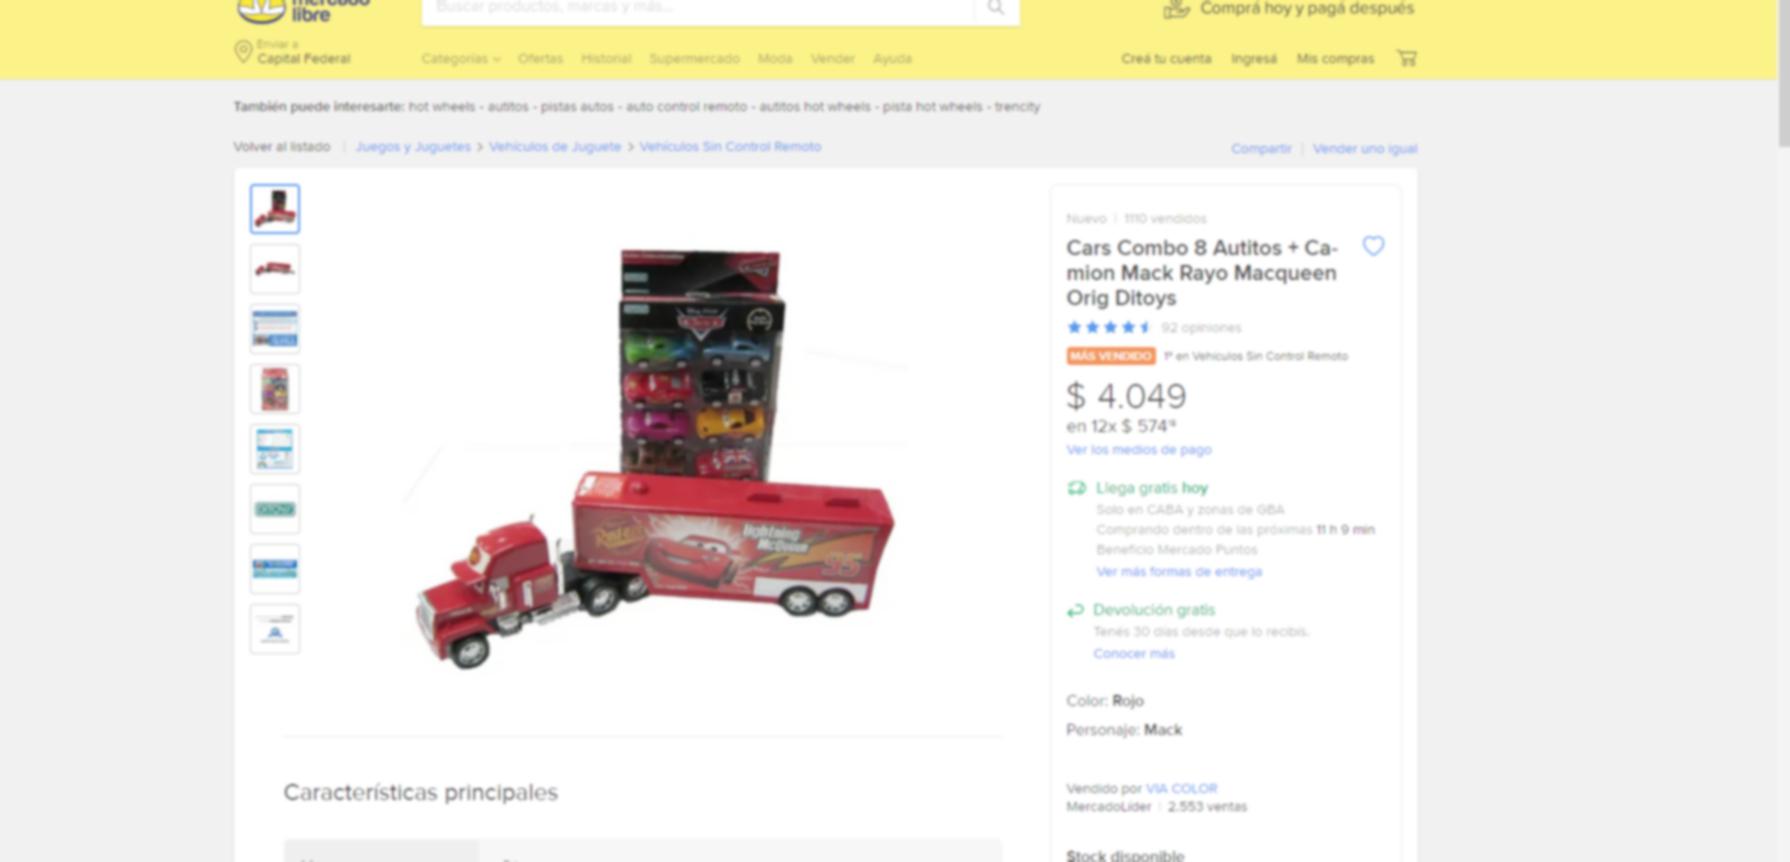 mercado
libre
Buscar productos, marcas y más...
Comprá hoy y pagá después
Enviar a
Capital Federal
Categorías Ofertas Historial Supermercado Moda Vender Ayuda
Creá tu cuenta Ingresá Mis compras
También puede interesarte: hot wheels - autitos - pistas autos - auto control remoto - autitos hot wheels - pista hot wheels - trencity
Volver al listado | Juegos y Juguetes > Vehículos de Juguete > Vehículos Sin Control Remoto
Compartir | Vender uno igual
Nuevo | 1110 vendidos
Cars Combo 8 Autitos + Ca-
mion Mack Rayo Macqueen
Orig Ditoys
92 opiniones
MÁS VENDIDO 1º en Vehículos Sin Control Remoto
$ 4.049
en 12x $ 574
Ver los medios de pago
Llega gratis hoy
Solo en CABA y zonas de GBA
Comprando dentro de las próximas 11 h 9 min
Beneficio Mercado Puntos
Ver más formas de entrega
Devolución gratis
Tenés 30 días desde que lo recibís.
Conocer más
Color: Rojo
Personaje: Mack
Vendido por VIA COLOR
MercadoLíder | 2.553 ventas
Stock disponible
Lightning
McQueen
95
Características principales